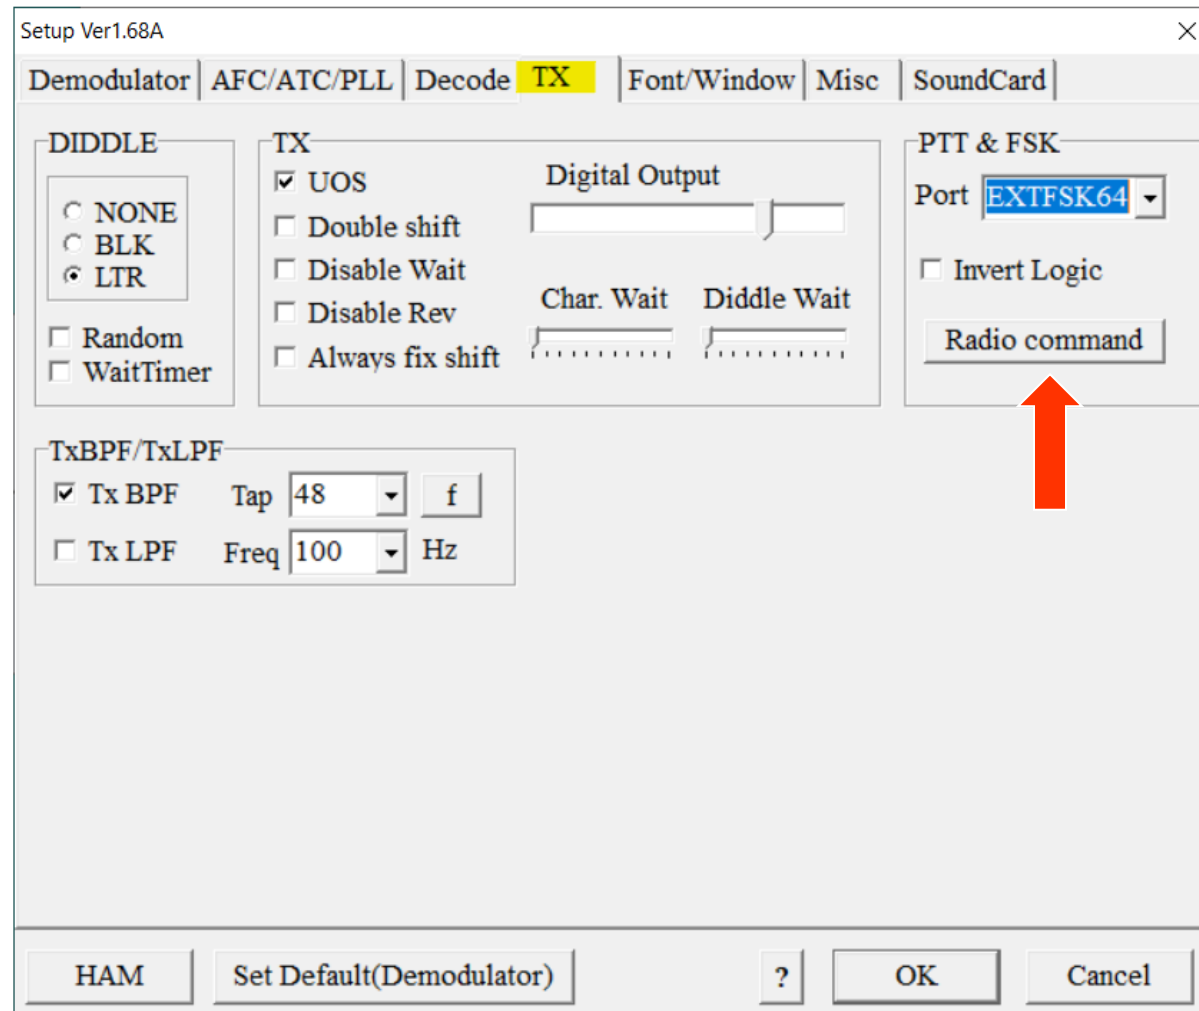 Setup Ver1.68A
Demodulator AFC/ATC/PLL Decode TX Font/Window Misc SoundCard
DIDDLE
NONE
BLK
LTR
Random
WaitTimer
TX
UOS
Double shift
Disable Wait
Disable Rev
Always fix shift
Digital Output
Char. Wait Diddle Wait
PTT & FSK
Port EXTFSK64
Invert Logic
Radio command
TxBPF/TxLPF
Tx BPF Tap 48 f
Tx LPF Freq 100 Hz
HAM Set Default(Demodulator) ? OK Cancel